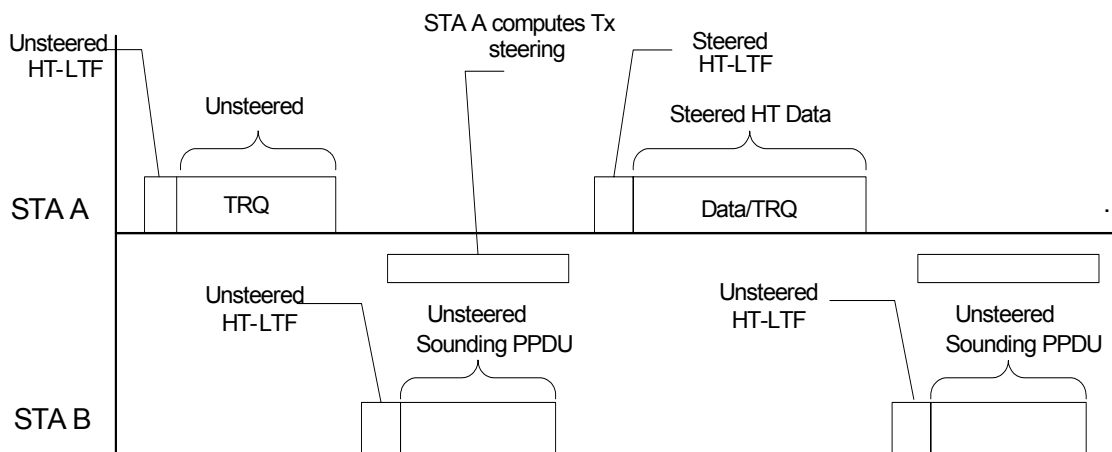 STA A computes Tx
steering
Unsteered
HT-LTF
Steered
HT-LTF
Unsteered
Steered HT Data
STA A
TRQ
Data/TRQ
.
Unsteered
HT-LTF
Unsteered
Sounding PPDU
Unsteered
HT-LTF
Unsteered
Sounding PPDU
STA B